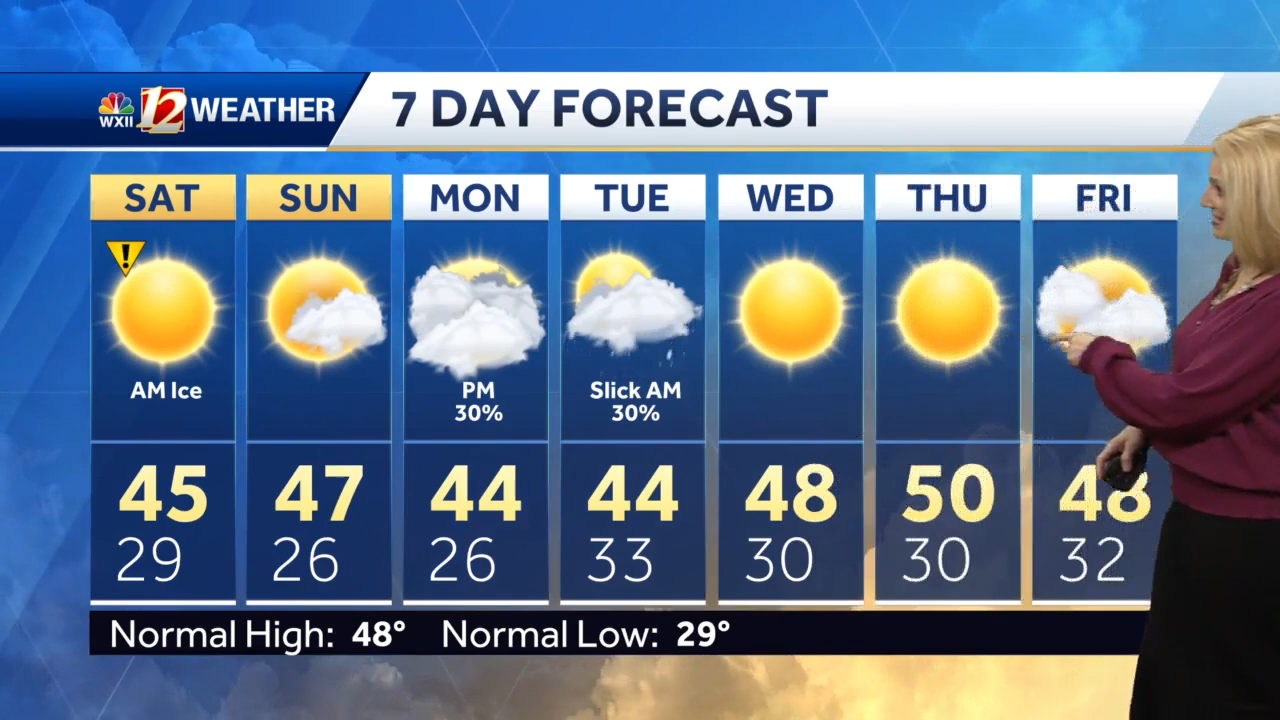 WXII 12 WEATHER
7 DAY FORECAST
SAT SUN MON TUE WED THU FRI
!
AM Ice PM Slick AM
30% 30%
45 47 44 44 48 50 48
29 26 26 33 30 30 32
Normal High: 48° Normal Low: 29°